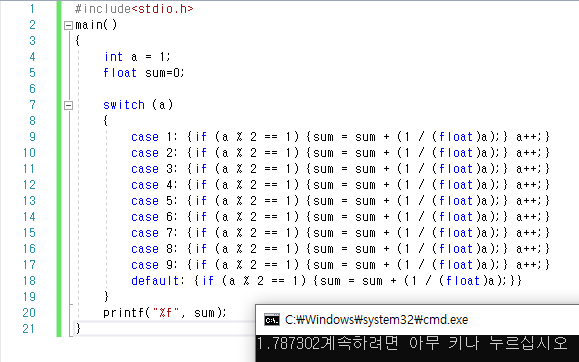 1 #include<stdio.h>
2 main()
3 {
4 int a = 1;
5 float sum=0;
6
7 switch (a)
8 {
9 case 1: {if (a % 2 == 1) {sum = sum + (1 / (float)a);} a++;}
10 case 2: {if (a % 2 == 1) {sum = sum + (1 / (float)a);} a++;}
11 case 3: {if (a % 2 == 1) {sum = sum + (1 / (float)a);} a++;}
12 case 4: {if (a % 2 == 1) {sum = sum + (1 / (float)a);} a++;}
13 case 5: {if (a % 2 == 1) {sum = sum + (1 / (float)a);} a++;}
14 case 6: {if (a % 2 == 1) {sum = sum + (1 / (float)a);} a++;}
15 case 7: {if (a % 2 == 1) {sum = sum + (1 / (float)a);} a++;}
16 case 8: {if (a % 2 == 1) {sum = sum + (1 / (float)a);} a++;}
17 case 9: {if (a % 2 == 1) {sum = sum + (1 / (float)a);} a++;}
18 default: {if (a % 2 == 1) {sum = sum + (1 / (float)a);}}
19 }
20 printf("%f", sum);
21 }
C:\. C:₩Windows₩system32₩cmd.exe
1.787302계속하려면 아무 키나 누르십시오